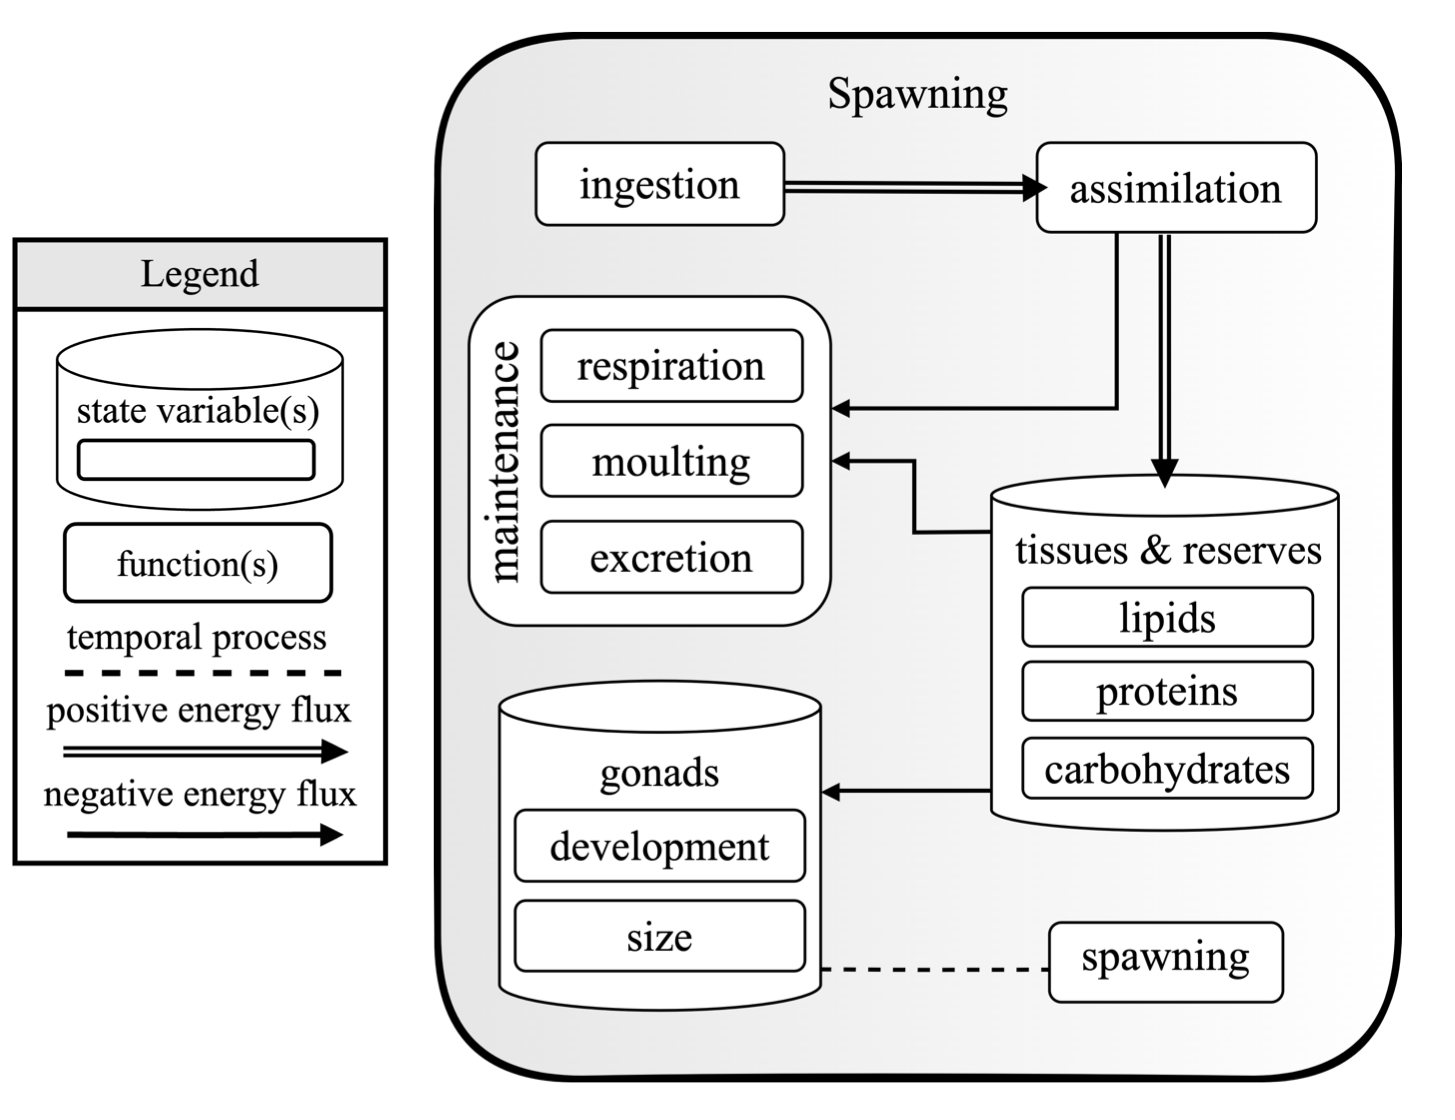 Legend
state variable(s)
function(s)
temporal process
positive energy flux
negative energy flux
Spawning
ingestion
assimilation
maintenance
respiration
moulting
excretion
tissues & reserves
lipids
proteins
carbohydrates
gonads
development
size
spawning